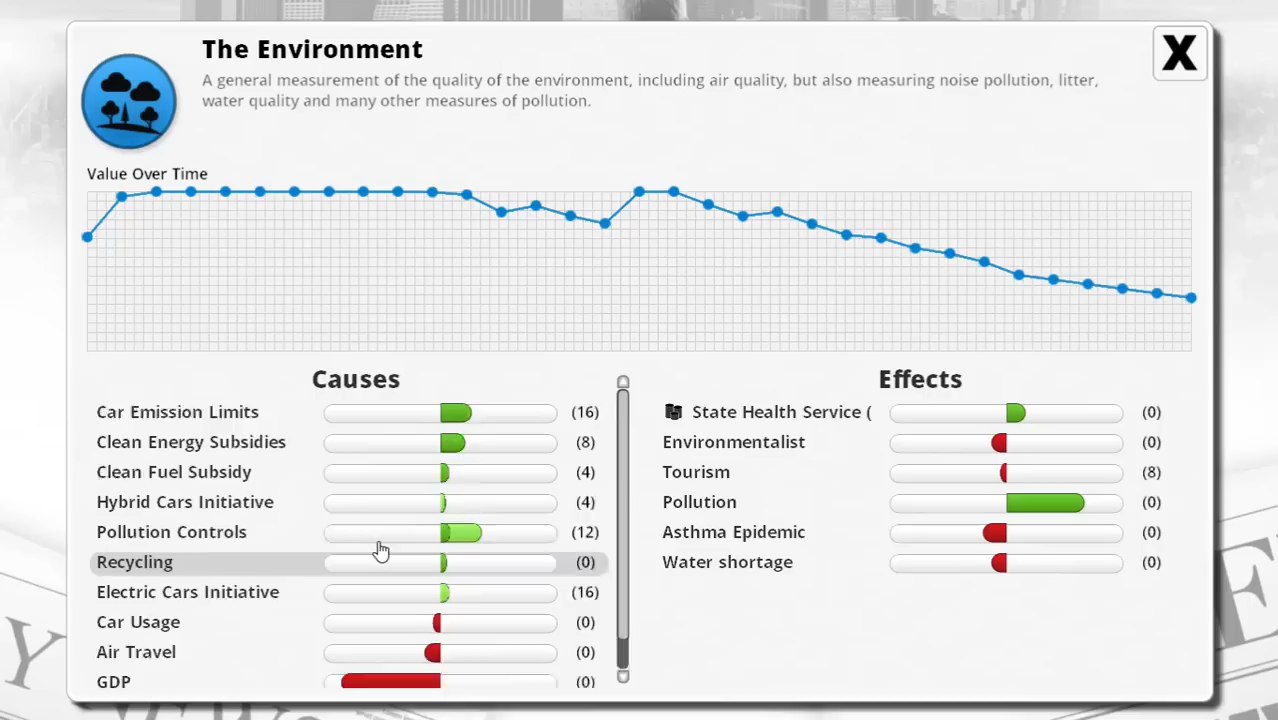 The Environment
X
A general measurement of the quality of the environment, including air quality, but also measuring noise pollution, litter,
water quality and many other measures of pollution.
Value Over Time
Causes
Car Emission Limits (16)
Clean Energy Subsidies (8)
Clean Fuel Subsidy (4)
Hybrid Cars Initiative (4)
Pollution Controls (12)
Recycling (0)
Electric Cars Initiative (16)
Car Usage (0)
Air Travel (0)
GDP (0)
Effects
State Health Service ( (0)
Environmentalist (0)
Tourism (8)
Pollution (0)
Asthma Epidemic (0)
Water shortage (0)